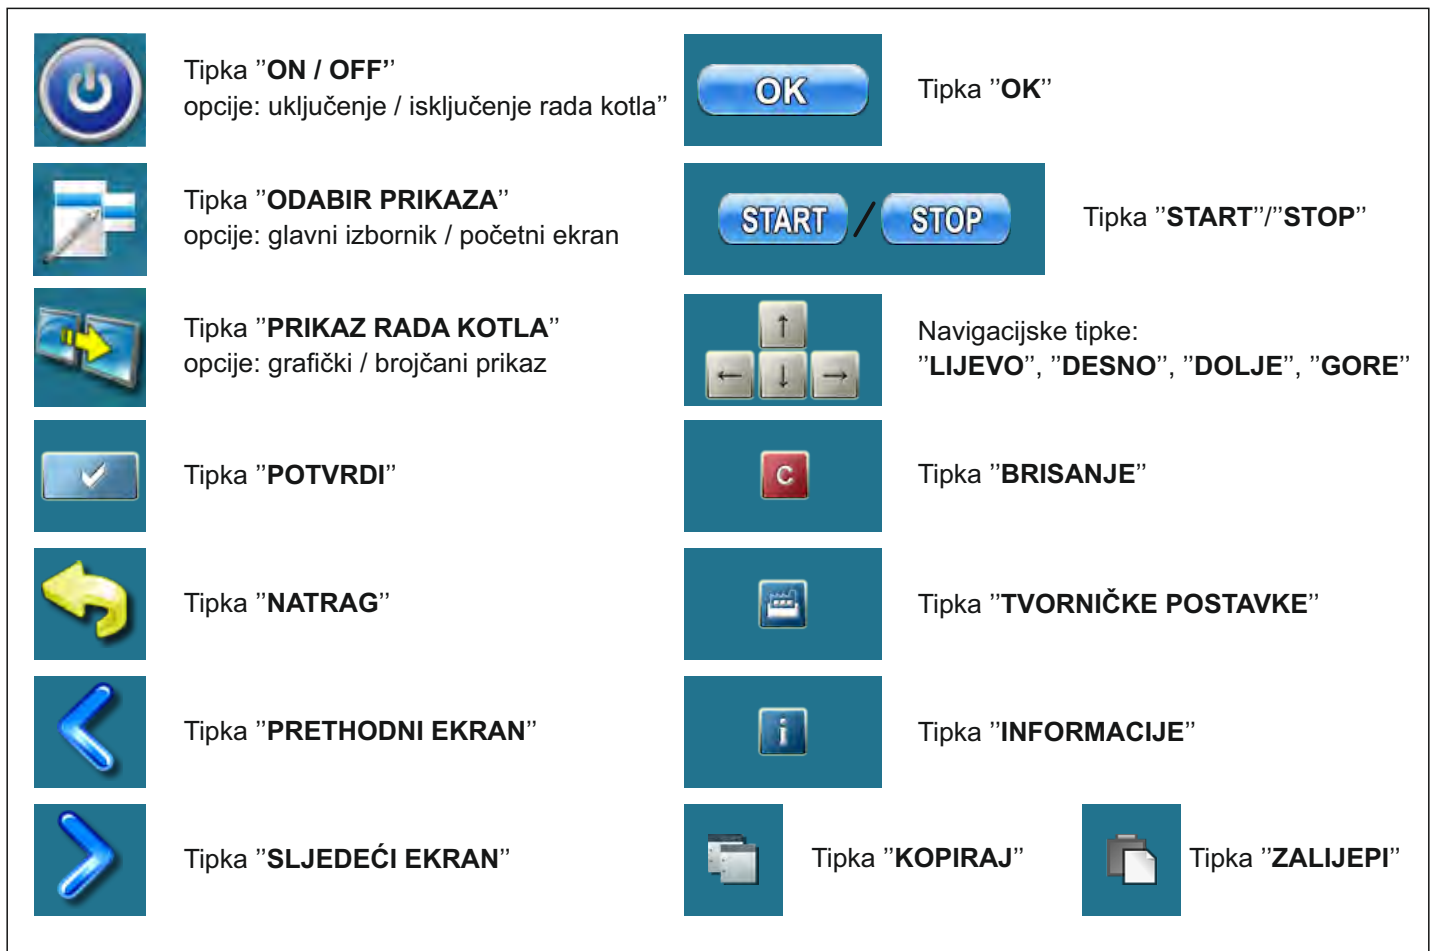 Tipka ’’ON / OFF’’
opcije: uključenje / isključenje rada kotla’’
Tipka ’’ODABIR PRIKAZA’’
opcije: glavni izbornik / početni ekran
Tipka ’’PRIKAZ RADA KOTLA’’
opcije: grafički / brojčani prikaz
Tipka ’’POTVRDI’’
Tipka ’’NATRAG’’
Tipka ’’PRETHODNI EKRAN’’
Tipka ’’SLJEDEĆI EKRAN’’
OK
Tipka ’’OK’’
START / STOP
Tipka ’’START’’/’’STOP’’
↑
← ↓ →
Navigacijske tipke:
’’LIJEVO’’, ’’DESNO’’, ’’DOLJE’’, ’’GORE’’
C
Tipka ’’BRISANJE’’
Tipka ’’TVORNIČKE POSTAVKE’’
i
Tipka ’’INFORMACIJE’’
Tipka ’’KOPIRAJ’’
Tipka ’’ZALIJEPI’’